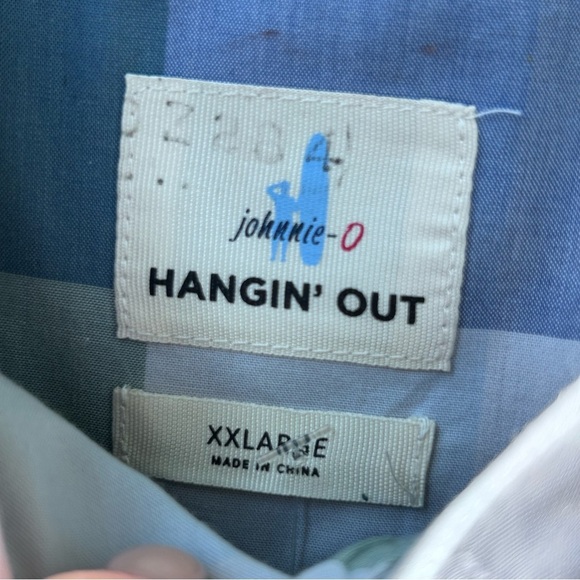 johnnie-O
HANGIN' OUT
XXLARGE
MADE IN CHINA